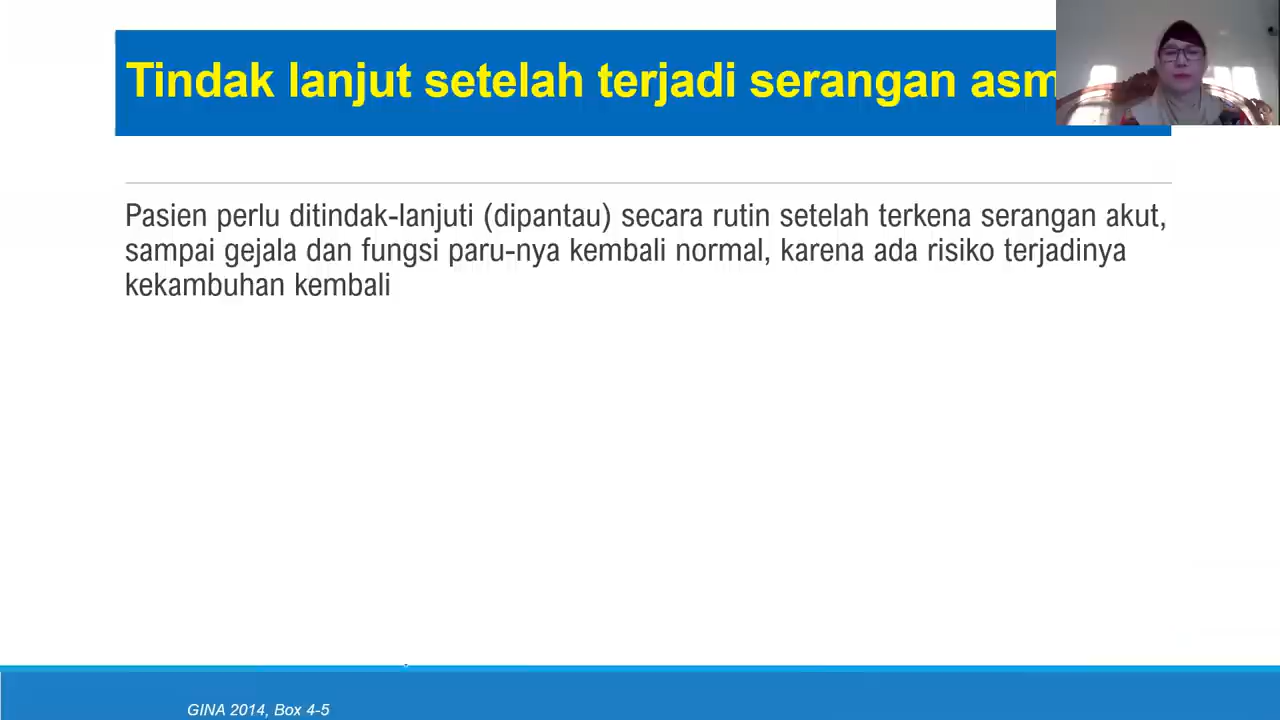 Tindak lanjut setelah terjadi serangan asm
Pasien perlu ditindak-lanjuti (dipantau) secara rutin setelah terkena serangan akut,
sampai gejala dan fungsi paru-nya kembali normal, karena ada risiko terjadinya
kekambuhan kembali
GINA 2014, Box 4-5